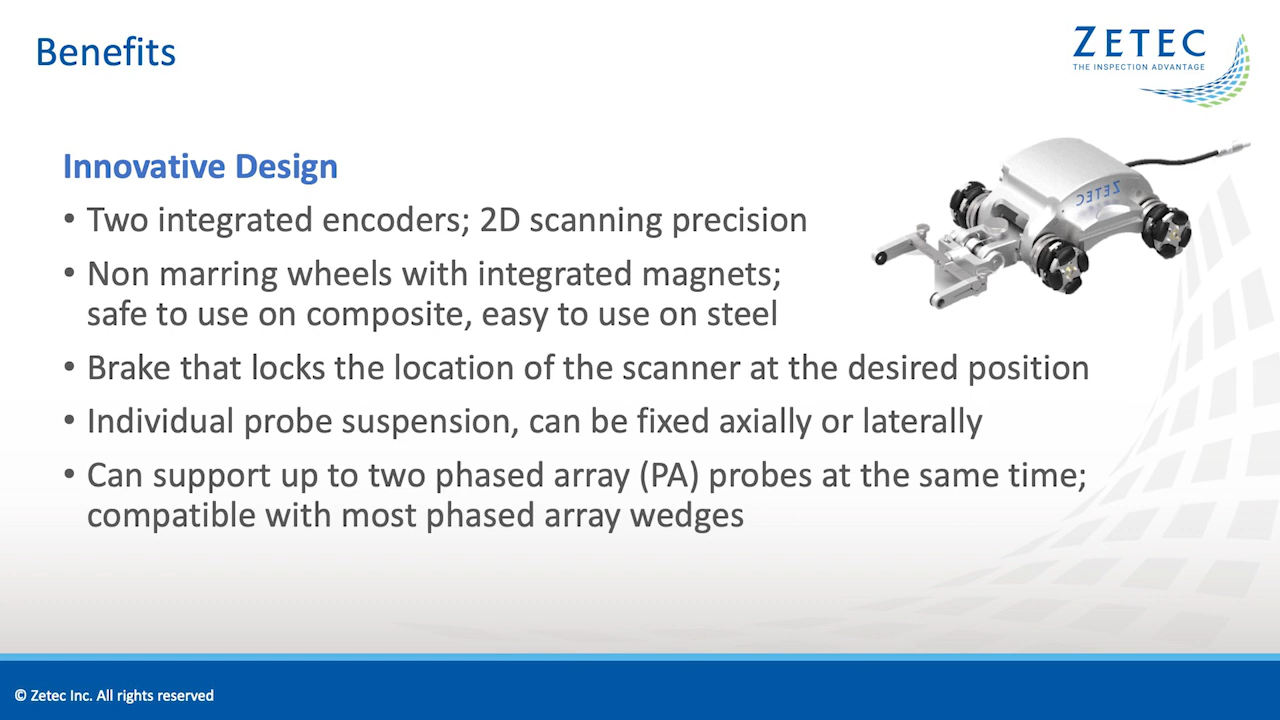 Benefits
ZETEC
THE INSPECTION ADVANTAGE
Innovative Design
• Two integrated encoders; 2D scanning precision
• Non marring wheels with integrated magnets;
safe to use on composite, easy to use on steel
• Brake that locks the location of the scanner at the desired position
• Individual probe suspension, can be fixed axially or laterally
• Can support up to two phased array (PA) probes at the same time;
compatible with most phased array wedges
ZETEC
© Zetec Inc. All rights reserved